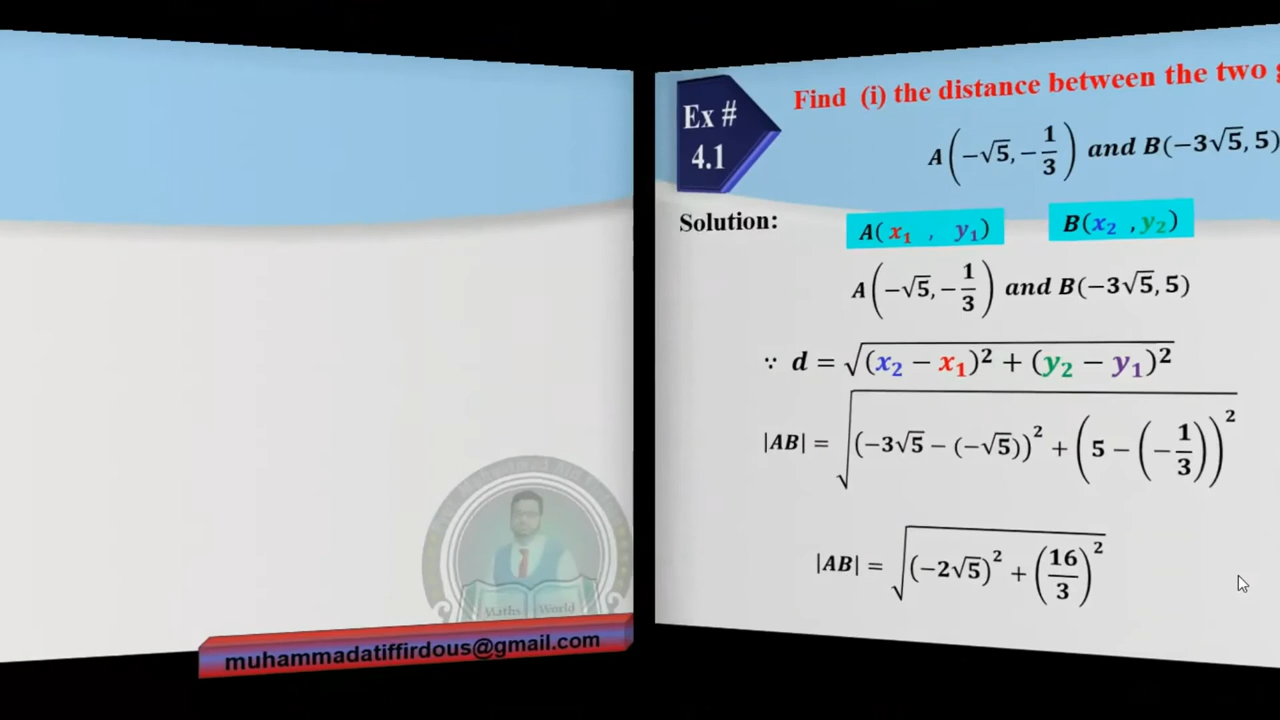 Ex #
4.1
Find (i) the distance between the two
A(−√5, −1/3) and B(−3√5, 5)
Solution:
A( x₁ , y₁) B(x₂ , y₂)
A(−√5, −1/3) and B(−3√5, 5)
∵ d = √((x₂ − x₁)² + (y₂ − y₁)²)
|AB| = √((−3√5 − (−√5))² + (5 − (−1/3))²)
|AB| = √((−2√5)² + (16/3)²)
Maths World
muhammadatiffirdous@gmail.com